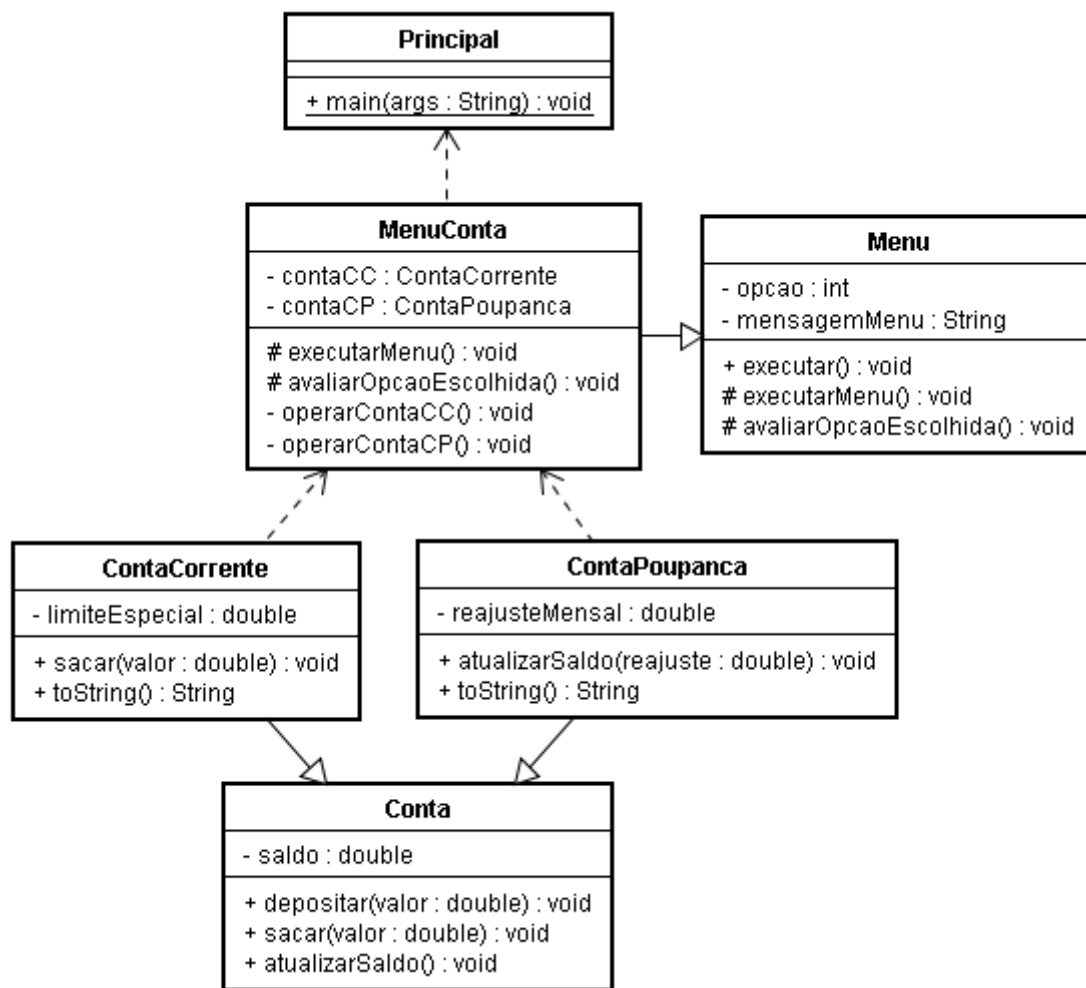 Principal
+ main(args : String) : void
MenuConta
- contaCC : ContaCorrente
- contaCP : ContaPoupanca
# executarMenu() : void
# avaliarOpcaoEscolhida() : void
- operarContaCC() : void
- operarContaCP() : void
Menu
- opcao : int
- mensagemMenu : String
+ executar() : void
# executarMenu() : void
# avaliarOpcaoEscolhida() : void
ContaCorrente
- limiteEspecial : double
+ sacar(valor : double) : void
+ toString() : String
ContaPoupanca
- reajusteMensal : double
+ atualizarSaldo(reajuste : double) : void
+ toString() : String
Conta
- saldo : double
+ depositar(valor : double) : void
+ sacar(valor : double) : void
+ atualizarSaldo() : void